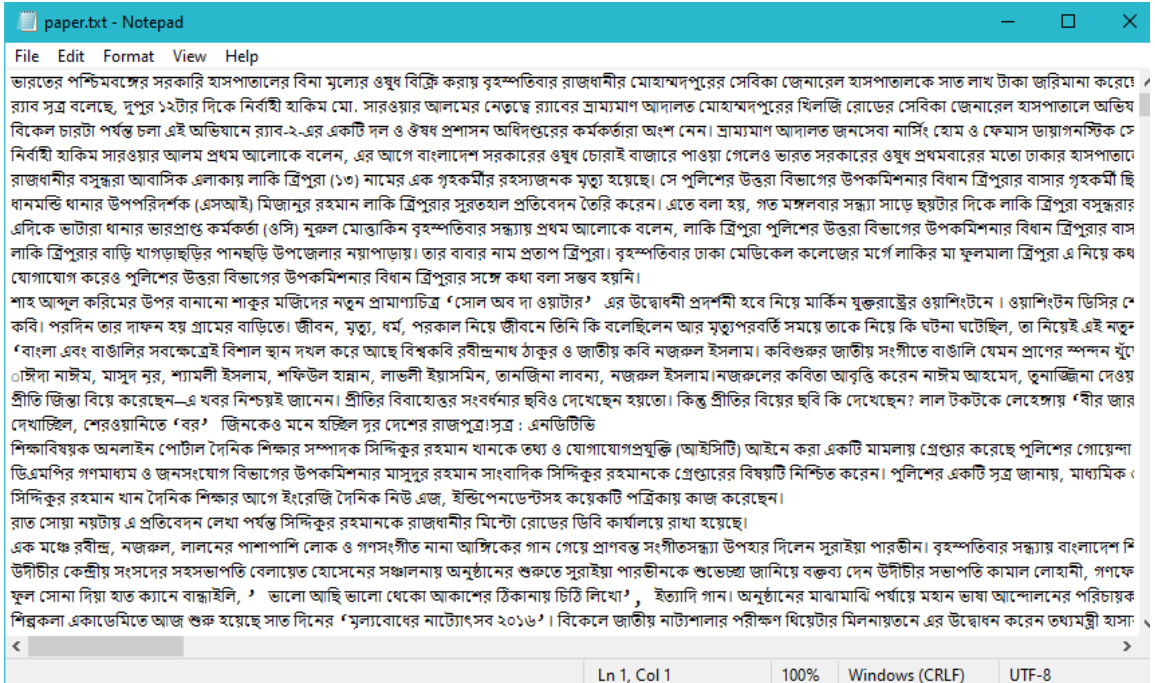 paper.txt - Notepad
File Edit Format View Help
ভারতের পশ্চিমবঙ্গের সরকারি হাসপাতালের বিনা মূল্যের ওষুধ বিক্রি করায় বৃহস্পতিবার রাজধানীর মোহাম্মদপুরের সেবিকা জেনারেল হাসপাতালকে সাত লাখ টাকা জরিমানা করেছে
র‍্যাব সূত্র বলেছে, দুপুর ১২টার দিকে নির্বাহী হাকিম মো. সারওয়ার আলমের নেতৃত্বে র‍্যাবের ভ্রাম্যমাণ আদালত মোহাম্মদপুরের খিলজি রোডের সেবিকা জেনারেল হাসপাতালে অভিয
বিকেল চারটা পর্যন্ত চলা এই অভিযানে র‍্যাব-২-এর একটি দল ও ঔষধ প্রশাসন অধিদপ্তরের কর্মকর্তারা অংশ নেন। ভ্রাম্যমাণ আদালত জনসেবা নার্সিং হোম ও ফেমাস ডায়াগনস্টিক সে
নির্বাহী হাকিম সারওয়ার আলম প্রথম আলোকে বলেন, এর আগে বাংলাদেশ সরকারের ওষুধ চোরাই বাজারে পাওয়া গেলেও ভারত সরকারের ওষুধ প্রথমবারের মতো ঢাকার হাসপাতালে
রাজধানীর বসুন্ধরা আবাসিক এলাকায় লাকি ত্রিপুরা (১৩) নামের এক গৃহকর্মীর রহস্যজনক মৃত্যু হয়েছে। সে পুলিশের উত্তরা বিভাগের উপকমিশনার বিধান ত্রিপুরার বাসার গৃহকর্মী ছি
ধানমন্ডি থানার উপপরিদর্শক (এসআই) মিজানুর রহমান লাকি ত্রিপুরার সুরতহাল প্রতিবেদন তৈরি করেন। এতে বলা হয়, গত মঙ্গলবার সন্ধ্যা সাড়ে ছয়টার দিকে লাকি ত্রিপুরা বসুন্ধরার
এদিকে ভাটারা থানার ভারপ্রাপ্ত কর্মকর্তা (ওসি) নুরুল মোত্তাকিন বৃহস্পতিবার সন্ধ্যায় প্রথম আলোকে বলেন, লাকি ত্রিপুরা পুলিশের উত্তরা বিভাগের উপকমিশনার বিধান ত্রিপুরার বাস
লাকি ত্রিপুরার বাড়ি খাগড়াছড়ির পানছড়ি উপজেলার নয়াপাড়ায়। তার বাবার নাম প্রতাপ ত্রিপুরা। বৃহস্পতিবার ঢাকা মেডিকেল কলেজের মর্গে লাকির মা ফুলমালা ত্রিপুরা এ নিয়ে কথ
যোগাযোগ করেও পুলিশের উত্তরা বিভাগের উপকমিশনার বিধান ত্রিপুরার সঙ্গে কথা বলা সম্ভব হয়নি।
শাহ আব্দুল করিমের উপর বানানো শাকুর মজিদের নতুন প্রামাণ্যচিত্র ‘সোল অব দা ওয়াটার’ এর উদ্বোধনী প্রদর্শনী হবে নিয়ে মার্কিন যুক্তরাষ্ট্রের ওয়াশিংটনে । ওয়াশিংটন ডিসির শে
কবি। পরদিন তার দাফন হয় গ্রামের বাড়িতে। জীবন, মৃত্যু, ধর্ম, পরকাল নিয়ে জীবনে তিনি কি বলেছিলেন আর মৃত্যুপরবর্তি সময়ে তাকে নিয়ে কি ঘটনা ঘটেছিল, তা নিয়েই এই নতুন
‘বাংলা এবং বাঙালির সবক্ষেত্রেই বিশাল স্থান দখল করে আছে বিশ্বকবি রবীন্দ্রনাথ ঠাকুর ও জাতীয় কবি নজরুল ইসলাম। কবিগুরুর জাতীয় সংগীতে বাঙালি যেমন প্রাণের স্পন্দন খুঁ
াঈদা নাঈম, মাসুদ নূর, শ্যামলী ইসলাম, শফিউল হান্নান, লাভলী ইয়াসমিন, তানজিনা লাবন্য, নজরুল ইসলাম।নজরুলের কবিতা আবৃত্তি করেন নাঈম আহমেদ, তুনাজ্জিনা দেওয়
প্রীতি জিন্তা বিয়ে করেছেন—এ খবর নিশ্চয়ই জানেন। প্রীতির বিবাহোত্তর সংবর্ধনার ছবিও দেখেছেন হয়তো। কিন্তু প্রীতির বিয়ের ছবি কি দেখেছেন? লাল টকটকে লেহেঙ্গায় ‘বীর জার
দেখাচ্ছিল, শেরওয়ানিতে ‘বর’ জিনকেও মনে হচ্ছিল দূর দেশের রাজপুত্র!সূত্র : এনডিটিভি
শিক্ষাবিষয়ক অনলাইন পোর্টাল দৈনিক শিক্ষার সম্পাদক সিদ্দিকুর রহমান খানকে তথ্য ও যোগাযোগপ্রযুক্তি (আইসিটি) আইনে করা একটি মামলায় গ্রেপ্তার করেছে পুলিশের গোয়েন্দা
ডিএমপির গণমাধ্যম ও জনসংযোগ বিভাগের উপকমিশনার মাসুদুর রহমান সাংবাদিক সিদ্দিকুর রহমানকে গ্রেপ্তারের বিষয়টি নিশ্চিত করেন। পুলিশের একটি সূত্র জানায়, মাধ্যমিক ও
সিদ্দিকুর রহমান খান দৈনিক শিক্ষার আগে ইংরেজি দৈনিক নিউ এজ, ইন্ডিপেনডেন্টসহ কয়েকটি পত্রিকায় কাজ করেছেন।
রাত সোয়া নয়টায় এ প্রতিবেদন লেখা পর্যন্ত সিদ্দিকুর রহমানকে রাজধানীর মিন্টো রোডের ডিবি কার্যালয়ে রাখা হয়েছে।
এক মঞ্চে রবীন্দ্র, নজরুল, লালনের পাশাপাশি লোক ও গণসংগীত নানা আঙ্গিকের গান গেয়ে প্রাণবন্ত সংগীতসন্ধ্যা উপহার দিলেন সুরাইয়া পারভীন। বৃহস্পতিবার সন্ধ্যায় বাংলাদেশ শি
উদীচীর কেন্দ্রীয় সংসদের সহসভাপতি বেলায়েত হোসেনের সঞ্চালনায় অনুষ্ঠানের শুরুতে সুরাইয়া পারভীনকে শুভেচ্ছা জানিয়ে বক্তব্য দেন উদীচীর সভাপতি কামাল লোহানী, গণফো
ফুল সোনা দিয়া হাত ক্যানে বান্ধাইলি, ’ ভালো আছি ভালো থেকো আকাশের ঠিকানায় চিঠি লিখো’, ইত্যাদি গান। অনুষ্ঠানের মাঝামাঝি পর্যায়ে মহান ভাষা আন্দোলনের পরিচায়ক
শিল্পকলা একাডেমিতে আজ শুরু হয়েছে সাত দিনের ‘মূল্যবোধের নাট্যোৎসব ২০১৬’। বিকেলে জাতীয় নাট্যশালার পরীক্ষণ থিয়েটার মিলনায়তনে এর উদ্বোধন করেন তথ্যমন্ত্রী হাসান
Ln 1, Col 1 100% Windows (CRLF) UTF-8